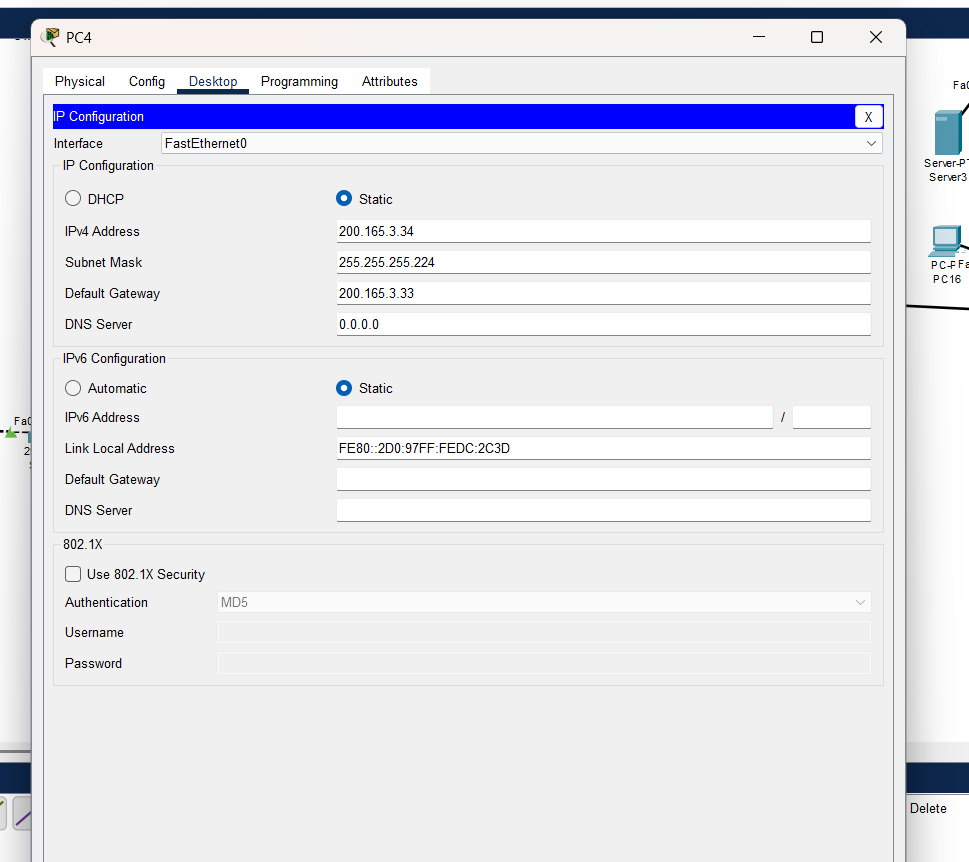 PC4
Physical Config Desktop Programming Attributes
IP Configuration X
Interface FastEthernet0
IP Configuration
DHCP Static
IPv4 Address 200.165.3.34
Subnet Mask 255.255.255.224
Default Gateway 200.165.3.33
DNS Server 0.0.0.0
IPv6 Configuration
Automatic Static
IPv6 Address /
Link Local Address FE80::2D0:97FF:FEDC:2C3D
Default Gateway
DNS Server
802.1X
Use 802.1X Security
Authentication MD5
Username
Password
Fa0
Server-PT
Server3
PC-PFa
PC16
Fa0
2
Delete